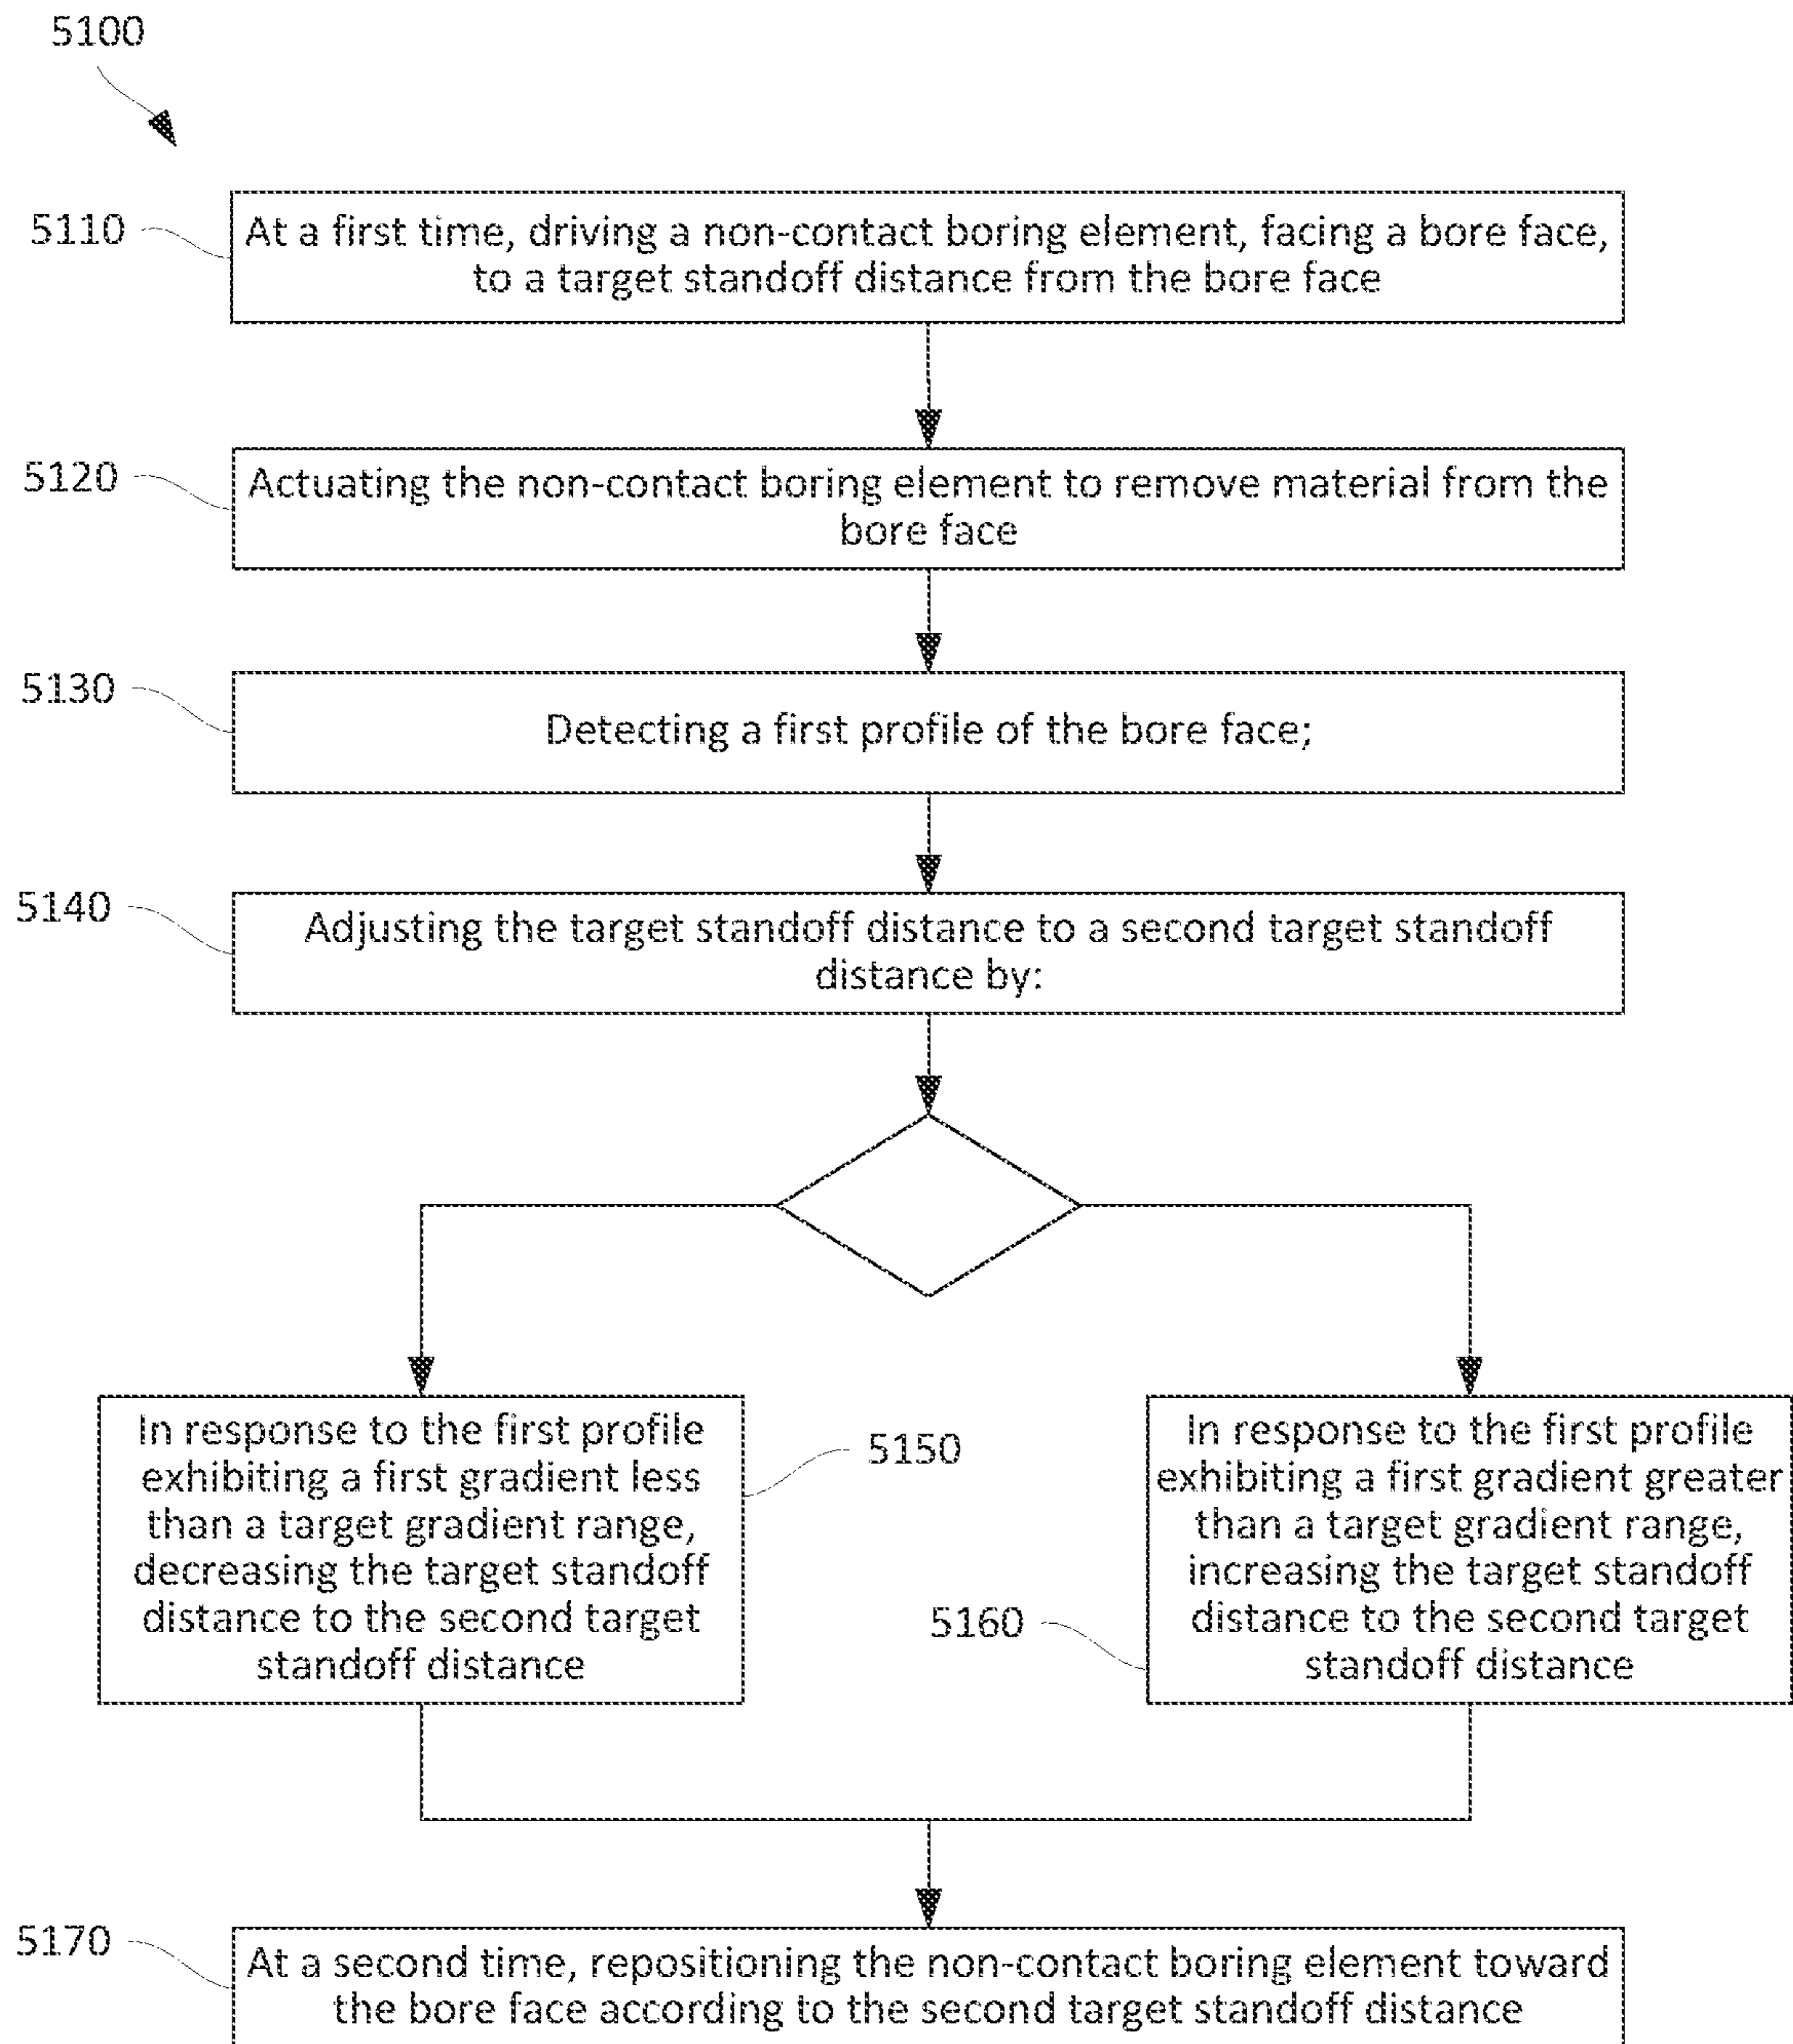 5100
5110
At a first time, driving a non-contact boring element, facing a bore face,
to a target standoff distance from the bore face
5120
Actuating the non-contact boring element to remove material from the
bore face
5130
Detecting a first profile of the bore face;
5140
Adjusting the target standoff distance to a second target standoff
distance by:
In response to the first profile
exhibiting a first gradient less
than a target gradient range,
decreasing the target standoff
distance to the second target
standoff distance
5150
In response to the first profile
exhibiting a first gradient greater
than a target gradient range,
increasing the target standoff
distance to the second target
standoff distance
5160
5170
At a second time, repositioning the non-contact boring element toward
the bore face according to the second target standoff distance